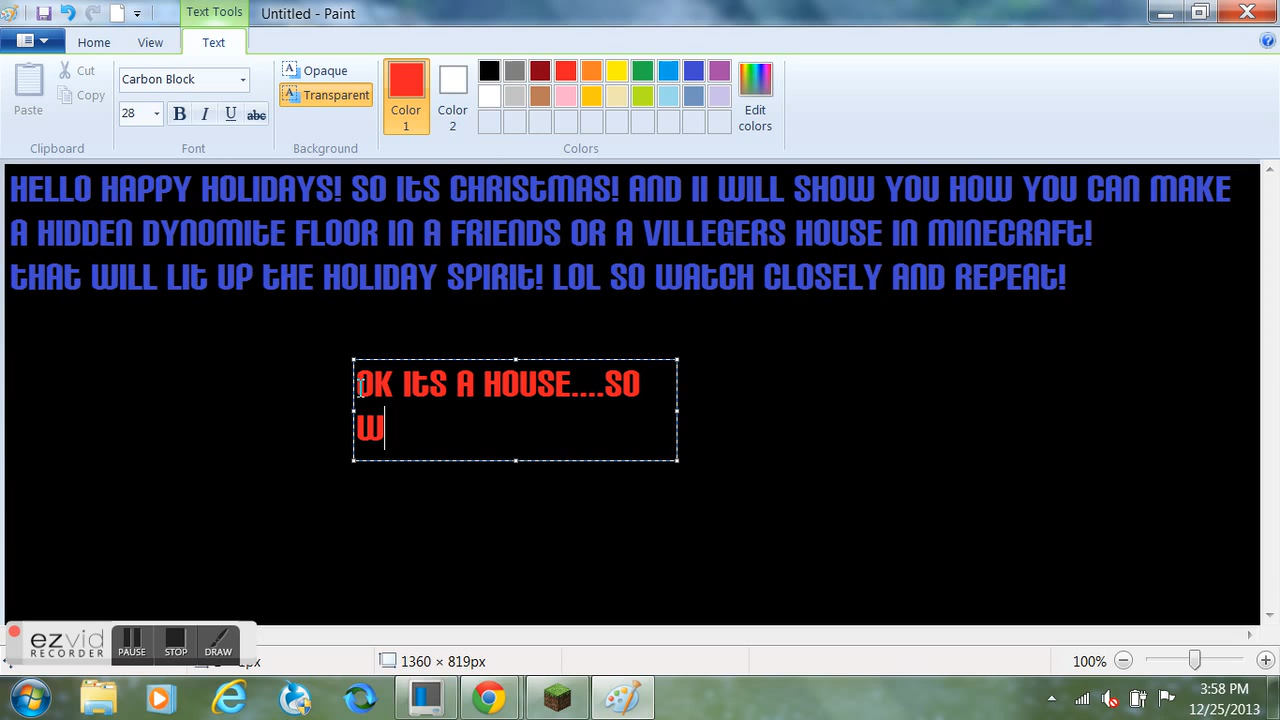 Text Tools
Untitled - Paint
Home
View
Text
Cut
Copy
Paste
Clipboard
Carbon Block
28
B I U abc
Font
Opaque
Transparent
Background
Color 1
Color 2
Edit colors
Colors
HELLO HAPPY HOLIDAYS! SO ItS CHRIStMAS! AND II WILL SHOW YOU HOW YOU CAN MAKE
A HIDDEN DYNOMItE FLOOR IN A FRIENDS OR A VILLEGERS HOUSE IN MINECRAFt!
tHAt WILL LIt UP tHE HOLIDAY SPIRIt! LOL SO WAtCH CLOSELY AND REPEAt!
OK ItS A HOUSE....SO
W
ezvid
RECORDER
PAUSE
STOP
DRAW
1360 × 819px
100%
3:58 PM
12/25/2013